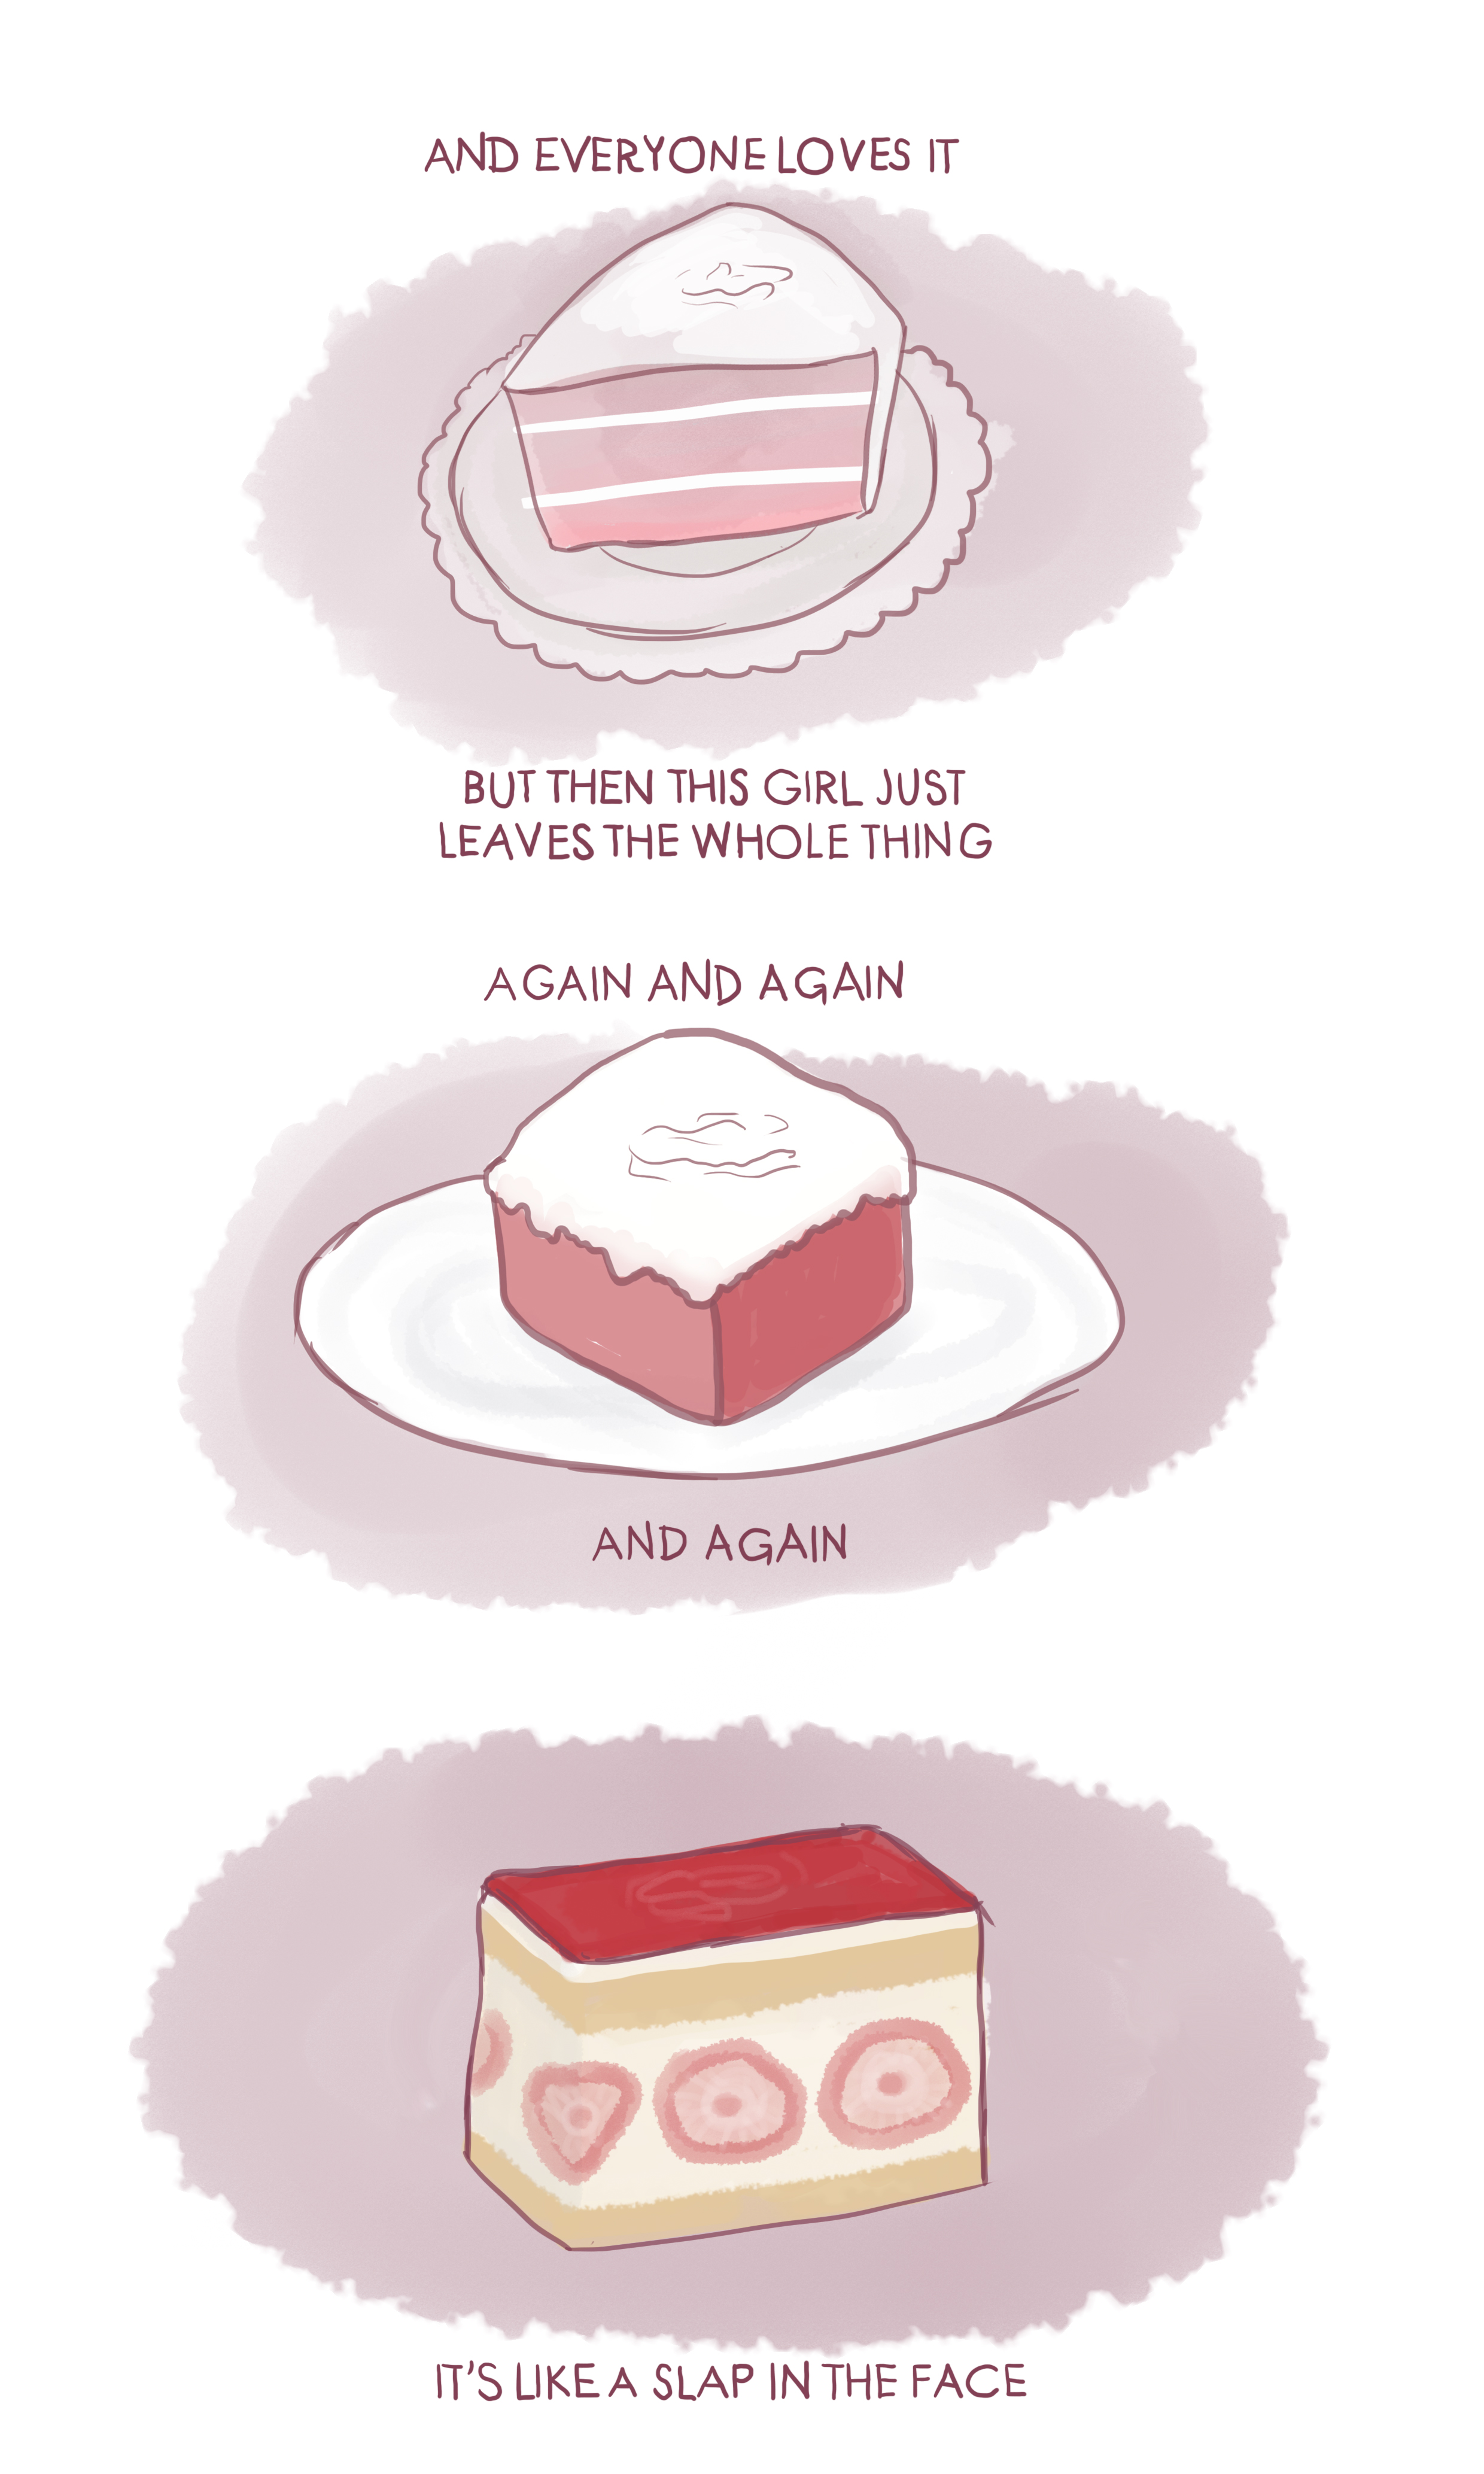 AND EVERYONE LOVES IT
BUT THEN THIS GIRL JUST
LEAVES THE WHOLE THING
AGAIN AND AGAIN
AND AGAIN
IT'S LIKE A SLAP IN THE FACE